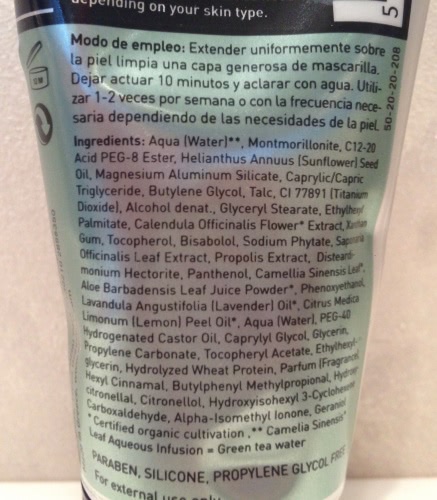 depending on your skin type.
Modo de empleo: Extender uniformemente sobre
la piel limpia una capa generosa de mascarilla.
Dejar actuar 10 minutos y aclarar con agua. Utili-
zar 1-2 veces por semana o con la frecuencia nece-
saria dependiendo de las necesidades de la piel.
Ingredients: Aqua (Water)**, Montmorillonite, C12-20
Acid PEG-8 Ester, Helianthus Annuus (Sunflower) Seed
Oil, Magnesium Aluminum Silicate, Caprylic/Capric
Triglyceride, Butylene Glycol, Talc, CI 77891 (Titanium
Dioxide), Alcohol denat., Glyceryl Stearate, Ethylhexyl
Palmitate, Calendula Officinalis Flower* Extract, Xanthan
Gum, Tocopherol, Bisabolol, Sodium Phytate, Saponaria
Officinalis Leaf Extract, Propolis Extract, Disteard-
monium Hectorite, Panthenol, Camellia Sinensis Leaf*,
Aloe Barbadensis Leaf Juice Powder*, Phenoxyethanol,
Lavandula Angustifolia (Lavender) Oil*, Citrus Medica
Limonum (Lemon) Peel Oil*, Aqua (Water), PEG-40
Hydrogenated Castor Oil, Caprylyl Glycol, Glycerin,
Propylene Carbonate, Tocopheryl Acetate, Ethylhexyl-
glycerin, Hydrolyzed Wheat Protein, Parfum (Fragrance),
Hexyl Cinnamal, Butylphenyl Methylpropional, Hydroxy-
citronellal, Citronellol, Hydroxyisohexyl 3-Cyclohexene
Carboxaldehyde, Alpha-Isomethyl Ionone, Geraniol
* Certified organic cultivation, ** Camellia Sinensis*
Leaf Aqueous Infusion = Green tea water
PARABEN, SILICONE, PROPYLENE GLYCOL FREE
For external use only
50-20-20-208